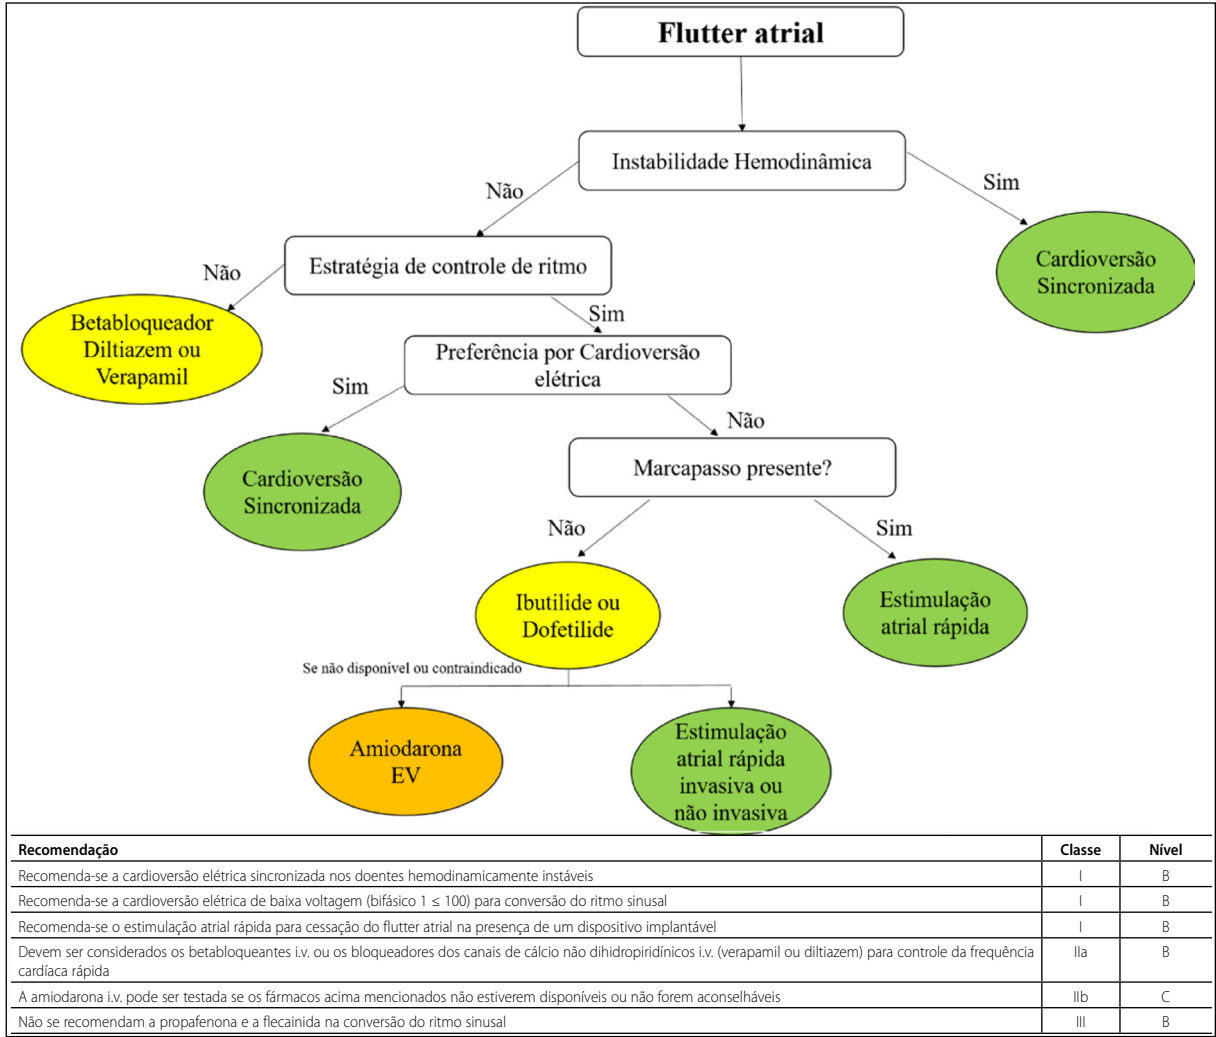 Flutter atrial
Instabilidade Hemodinâmica
Não
Sim
Cardioversão
Sincronizada
Estratégia de controle de ritmo
Não
Sim
Betabloqueador
Diltiazem ou
Verapamil
Preferência por Cardioversão
elétrica
Sim
Não
Cardioversão
Sincronizada
Marcapasso presente?
Não
Sim
Ibutilide ou
Dofetilide
Estimulação
atrial rápida
Se não disponivel ou contraindicado
Amiodarona
EV
Estimulação
atrial rápida
invasiva ou
não invasiva
Recomendação Classe Nível
Recomenda-se a cardioversão elétrica sincronizada nos doentes hemodinamicamente instáveis I B
Recomenda-se a cardioversão elétrica de baixa voltagem (bifásico 1 ≤ 100) para conversão do ritmo sinusal I B
Recomenda-se o estimulação atrial rápida para cessação do flutter atrial na presença de um dispositivo implantável I B
Devem ser considerados os betabloqueantes i.v. ou os bloqueadores dos canais de cálcio não dihidropiridínicos i.v. (verapamil ou diltiazem) para controle da frequência IIa B
cardíaca rápida
A amiodarona i.v. pode ser testada se os fármacos acima mencionados não estiverem disponíveis ou não forem aconselháveis IIb C
Não se recomendam a propafenona e a flecainida na conversão do ritmo sinusal III B